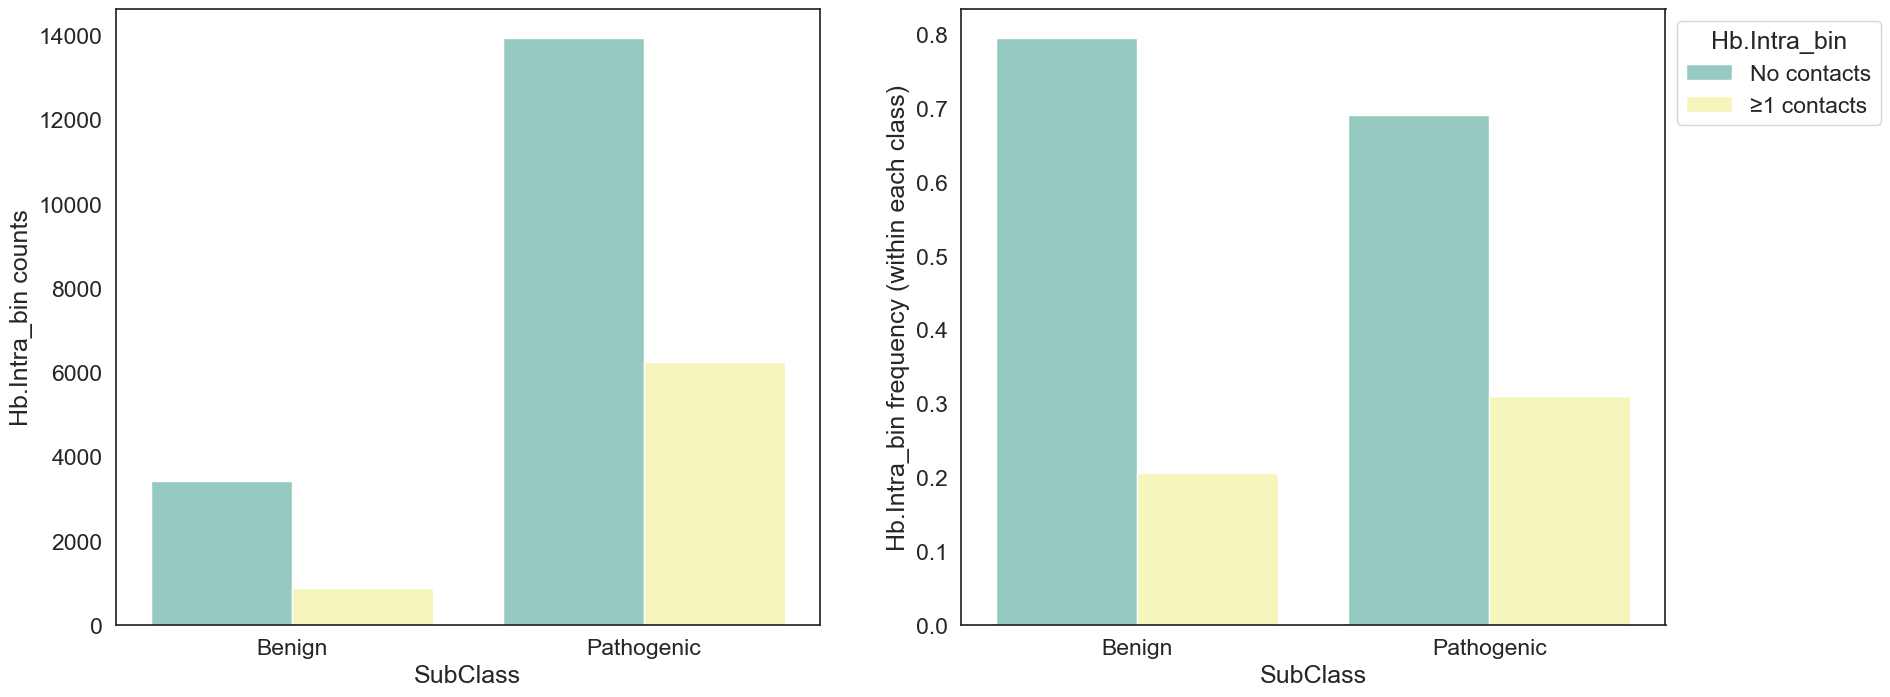 Hb.Intra_bin counts
14000
12000
10000
8000
6000
4000
2000
0
Benign
Pathogenic
SubClass
Hb.Intra_bin frequency (within each class)
0.8
0.7
0.6
0.5
0.4
0.3
0.2
0.1
0.0
Benign
Pathogenic
SubClass
Hb.Intra_bin
No contacts
≥1 contacts